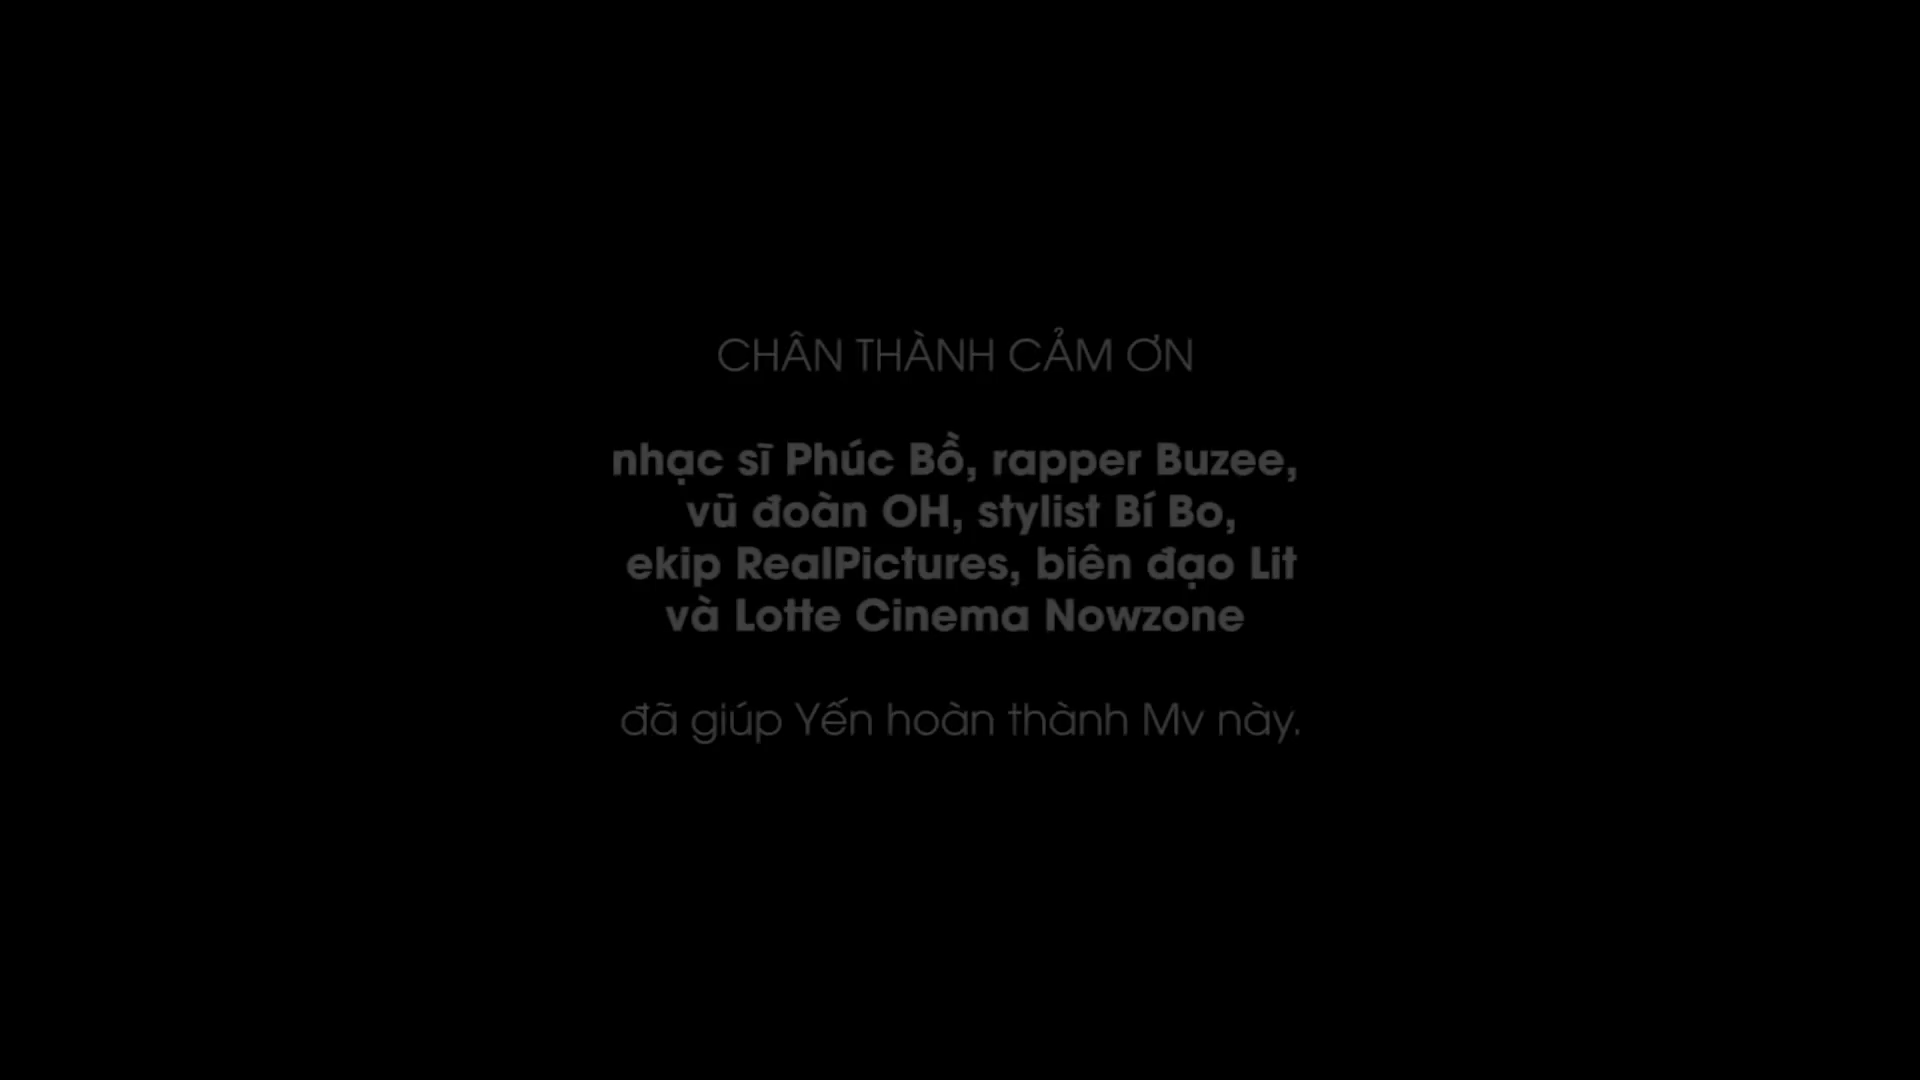 CHÂN THÀNH CẢM ƠN
nhạc sĩ Phúc Bồ, rapper Buzee,
vũ đoàn OH, stylist Bí Bo,
ekip RealPictures, biên đạo Lit
và Lotte Cinema Nowzone
đã giúp Yến hoàn thành Mv này.